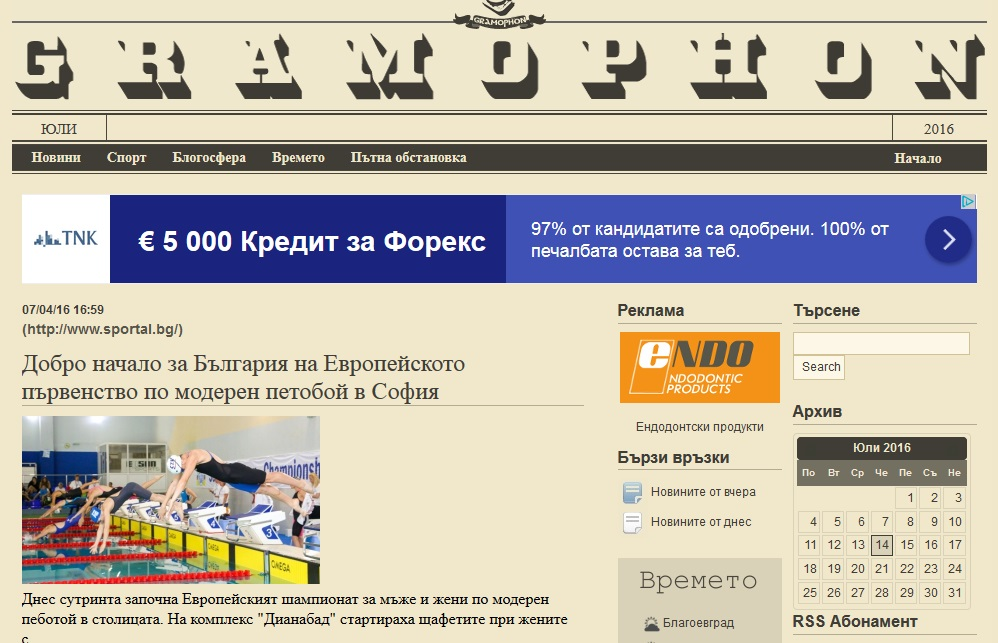 GRAMOPHON
GRAMOPHON
ЮЛИ
2016
Новини Спорт Блогосфера Времето Пътна обстановка Начало
TNK
€ 5 000 Кредит за Форекс
97% от кандидатите са одобрени. 100% от
печалбата остава за теб.
07/04/16 16:59
(http://www.sportal.bg/)
Добро начало за България на Европейското
първенство по модерен петобой в София
Championsh
3
OMEGA
Днес сутринта започна Европейският шампионат за мъже и жени по модерен
пеботой в столицата. На комплекс "Дианабад" стартираха щафетите при жените
с
Реклама
eNDO
NDODONTIC
PRODUCTS
Ендодонтски продукти
Бързи връзки
Новините от вчера
Новините от днес
Времето
Благоевград
Търсене
Search
Архив
Юли 2016
По Вт Ср Че Пе Съ Не
1 2 3
4 5 6 7 8 9 10
11 12 13 14 15 16 17
18 19 20 21 22 23 24
25 26 27 28 29 30 31
RSS Абонамент